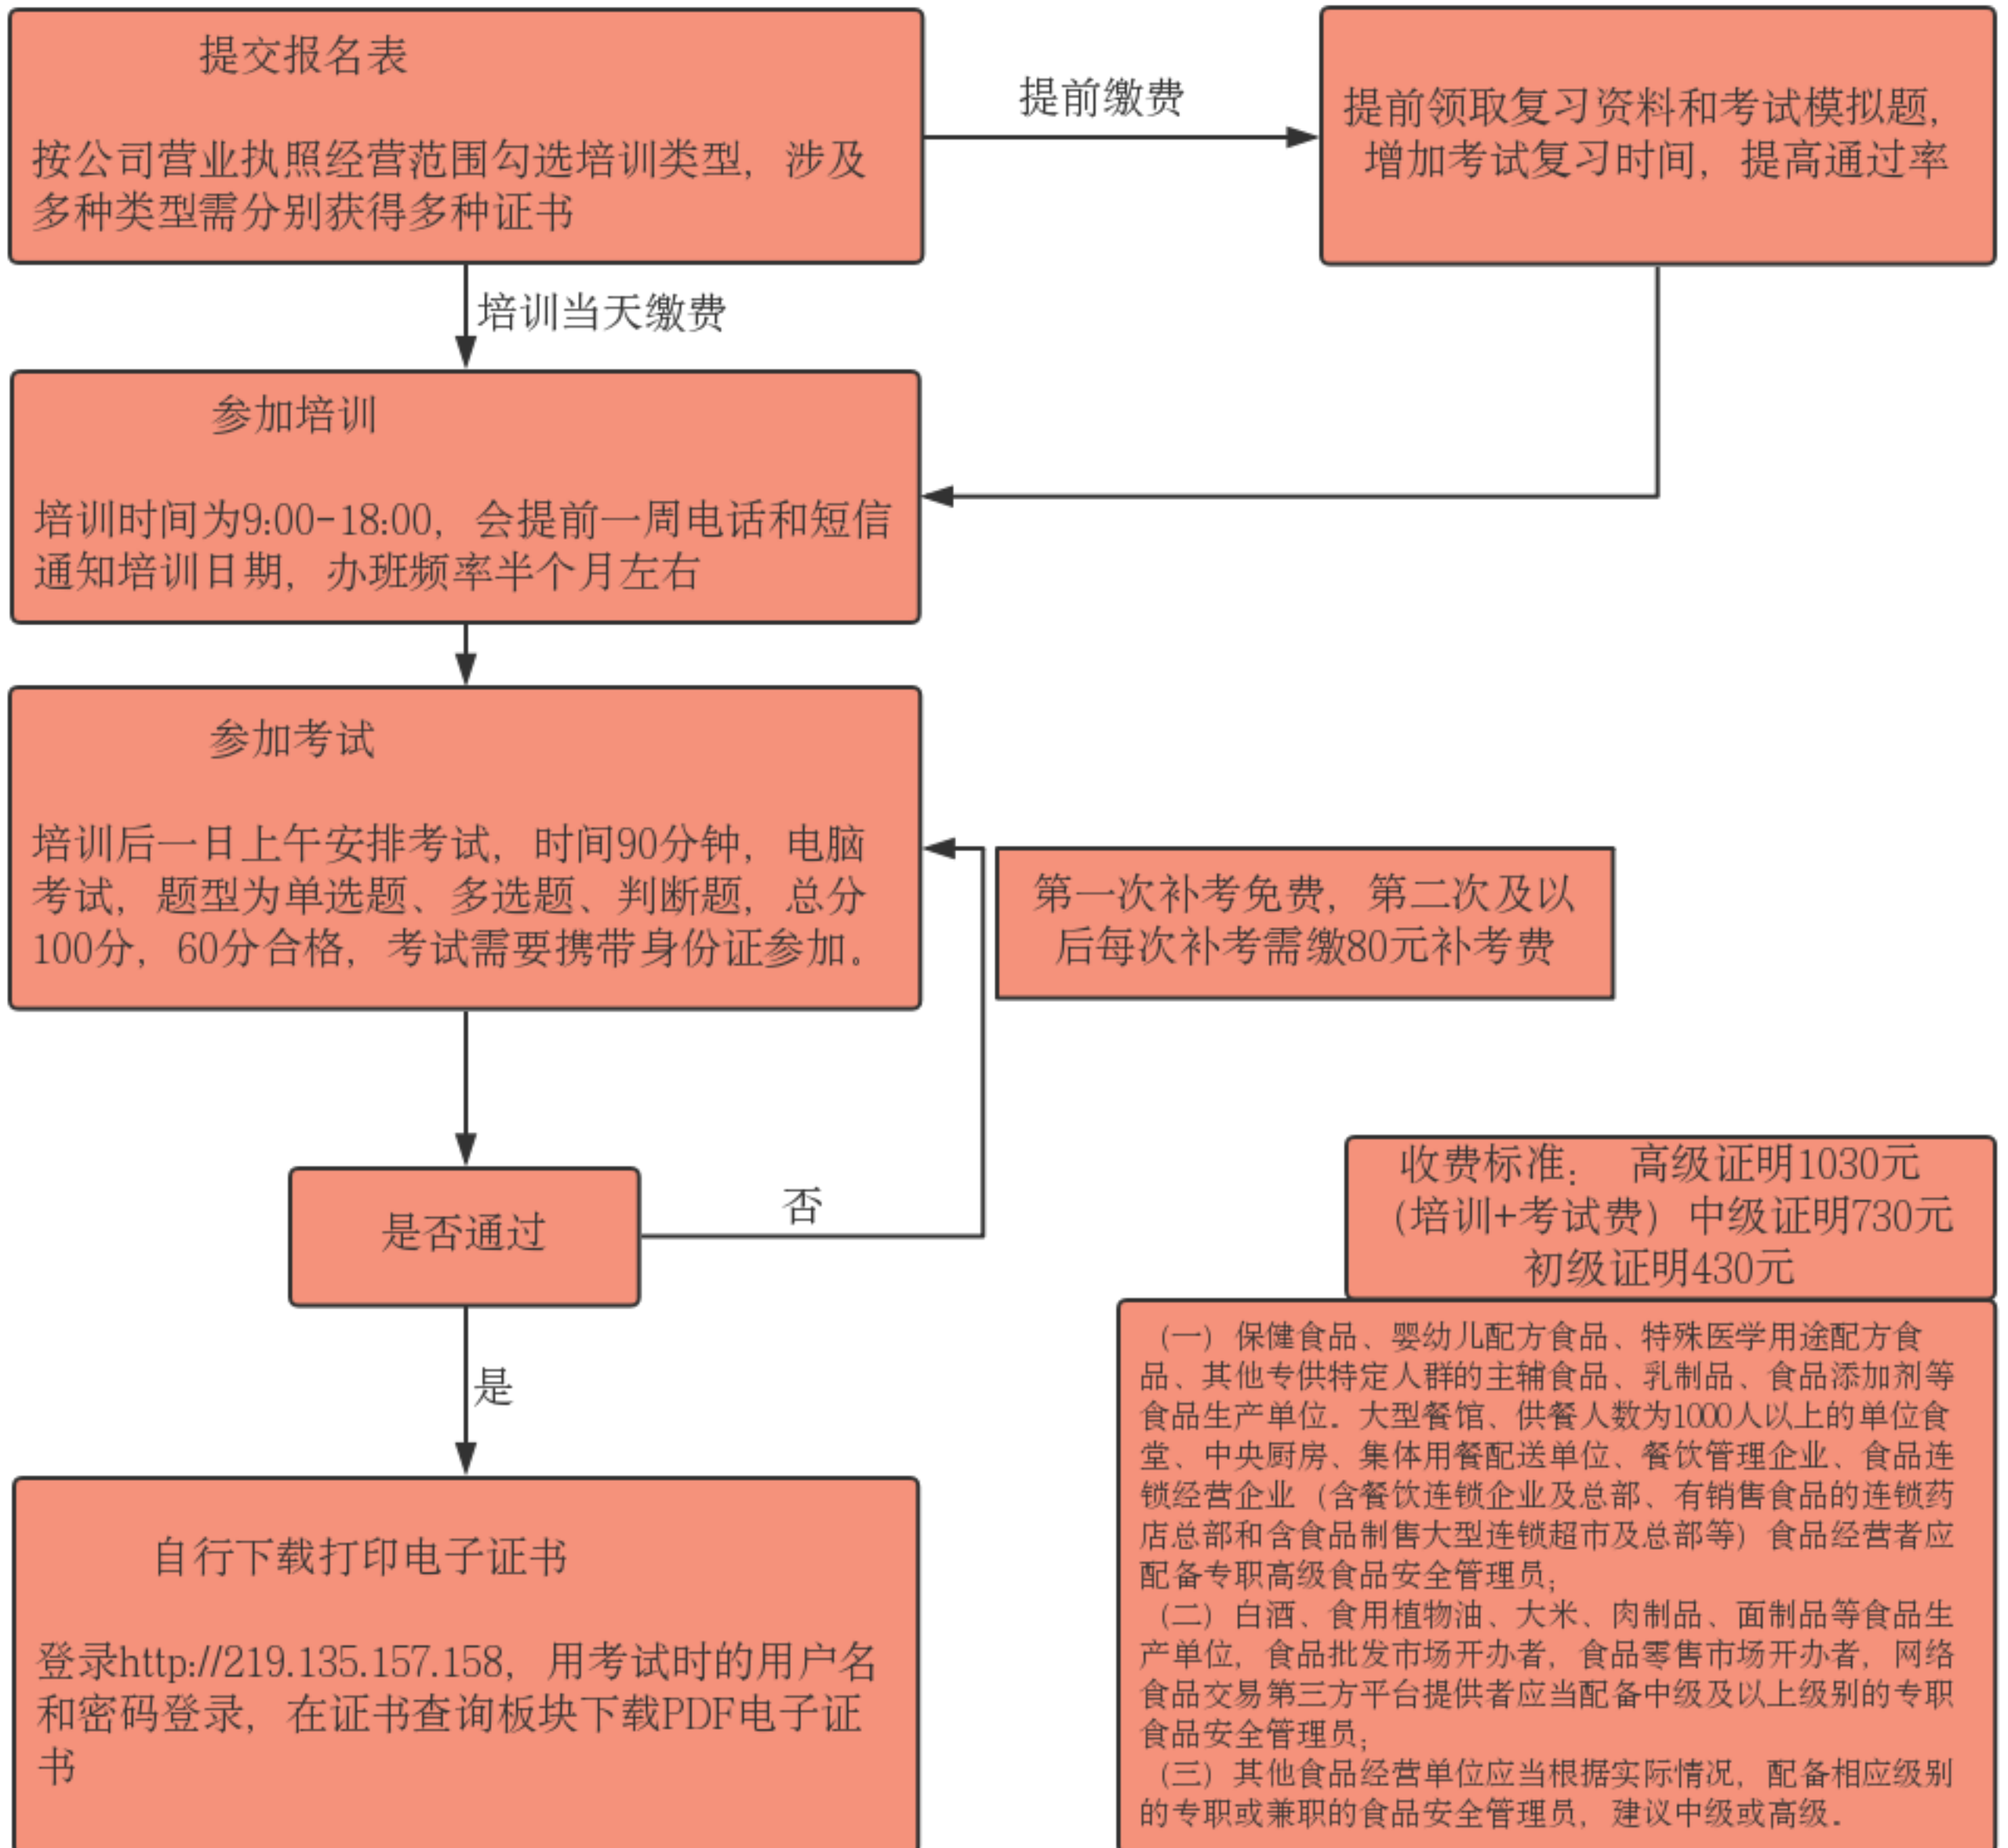 提交报名表
按公司营业执照经营范围勾选培训类型，涉及
多种类型需分别获得多种证书
提前缴费
提前领取复习资料和考试模拟题，
增加考试复习时间，提高通过率
培训当天缴费
参加培训
培训时间为9:00-18:00，会提前一周电话和短信
通知培训日期，办班频率半个月左右
参加考试
培训后一日上午安排考试，时间90分钟，电脑
考试，题型为单选题、多选题、判断题，总分
100分，60分合格，考试需要携带身份证参加。
第一次补考免费，第二次及以
后每次补考需缴80元补考费
是否通过
否
是
自行下载打印电子证书
登录http://219.135.157.158，用考试时的用户名
和密码登录，在证书查询板块下载PDF电子证
书
收费标准： 高级证明1030元
（培训+考试费）中级证明730元
初级证明430元
（一）保健食品、婴幼儿配方食品、特殊医学用途配方食
品、其他专供特定人群的主辅食品、乳制品、食品添加剂等
食品生产单位. 大型餐馆、供餐人数为1000人以上的单位食
堂、中央厨房、集体用餐配送单位、餐饮管理企业、食品连
锁经营企业（含餐饮连锁企业及总部、有销售食品的连锁药
店总部和含食品制售大型连锁超市及总部等）食品经营者应
配备专职高级食品安全管理员;
（二）白酒、食用植物油、大米、肉制品、面制品等食品生
产单位，食品批发市场开办者，食品零售市场开办者，网络
食品交易第三方平台提供者应当配备中级及以上级别的专职
食品安全管理员;
（三）其他食品经营单位应当根据实际情况，配备相应级别
的专职或兼职的食品安全管理员，建议中级或高级.